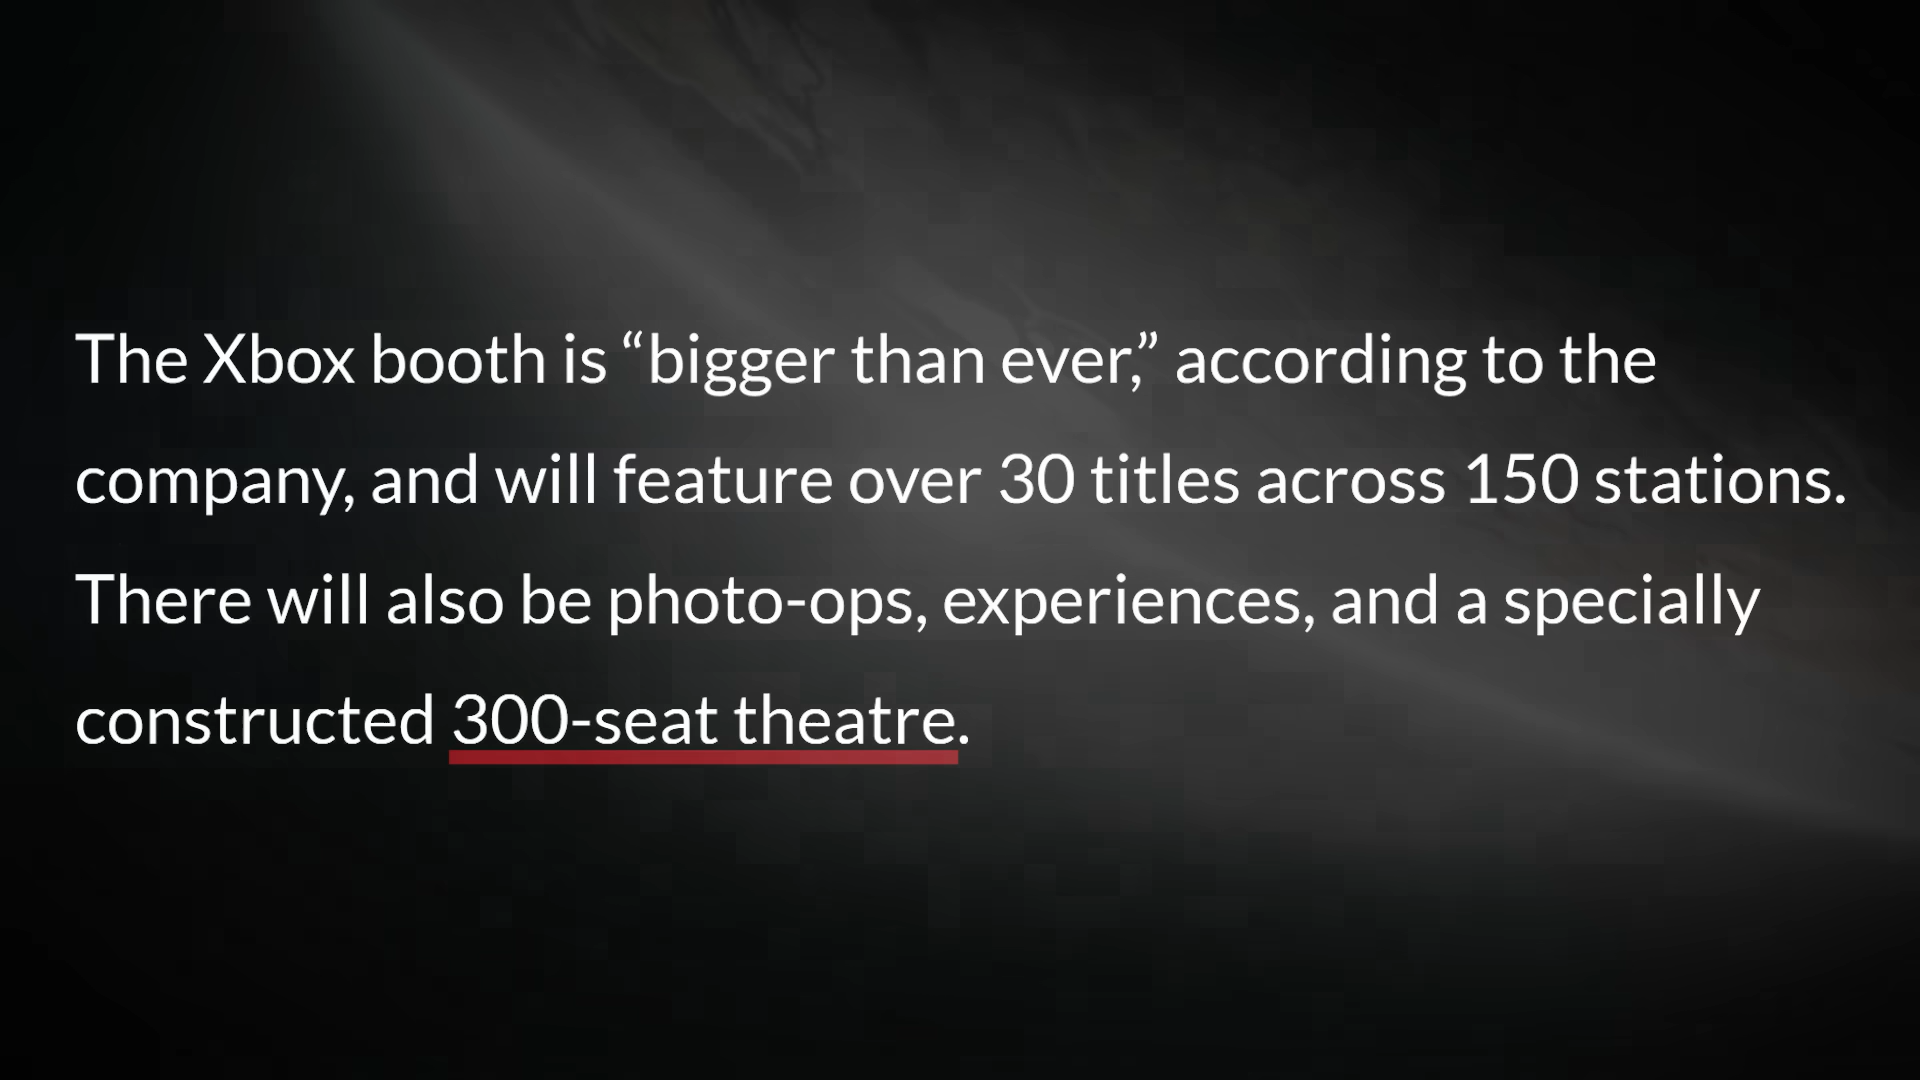 The Xbox booth is “bigger than ever,” according to the
company, and will feature over 30 titles across 150 stations.
There will also be photo-ops, experiences, and a specially
constructed 300-seat theatre.